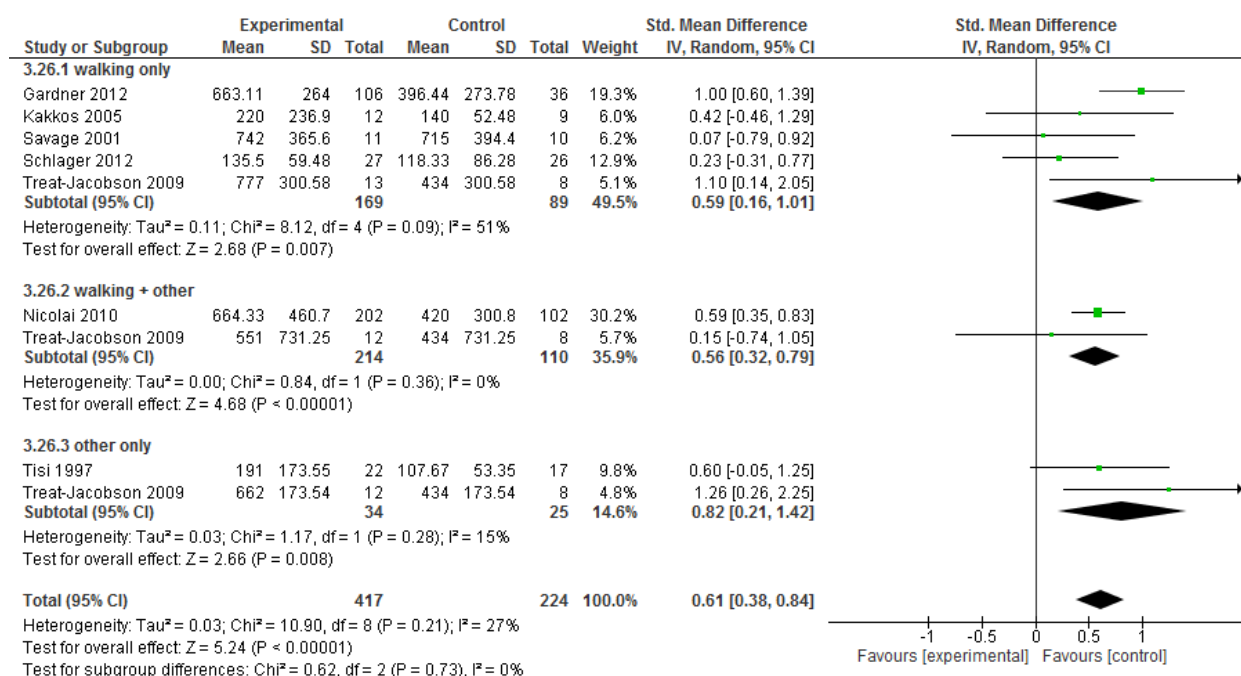 Experimental Control Std. Mean Difference Std. Mean Difference
Study or Subgroup Mean SD Total Mean SD Total Weight IV, Random, 95% CI IV, Random, 95% CI
3.26.1 walking only
Gardner 2012 663.11 264 106 396.44 273.78 36 19.3% 1.00 [0.60, 1.39]
Kakkos 2005 220 236.9 12 140 52.48 9 6.0% 0.42 [-0.46, 1.29]
Savage 2001 742 365.6 11 715 394.4 10 6.2% 0.07 [-0.79, 0.92]
Schlager 2012 135.5 59.48 27 118.33 86.28 26 12.9% 0.23 [-0.31, 0.77]
Treat-Jacobson 2009 777 300.58 13 434 300.58 8 5.1% 1.10 [0.14, 2.05]
Subtotal (95% CI) 169 89 49.5% 0.59 [0.16, 1.01]
Heterogeneity: Tau² = 0.11; Chi² = 8.12, df = 4 (P = 0.09); I² = 51%
Test for overall effect: Z = 2.68 (P = 0.007)
3.26.2 walking + other
Nicolai 2010 664.33 460.7 202 420 300.8 102 30.2% 0.59 [0.35, 0.83]
Treat-Jacobson 2009 551 731.25 12 434 731.25 8 5.7% 0.15 [-0.74, 1.05]
Subtotal (95% CI) 214 110 35.9% 0.56 [0.32, 0.79]
Heterogeneity: Tau² = 0.00; Chi² = 0.84, df = 1 (P = 0.36); I² = 0%
Test for overall effect: Z = 4.68 (P < 0.00001)
3.26.3 other only
Tisi 1997 191 173.55 22 107.67 53.35 17 9.8% 0.60 [-0.05, 1.25]
Treat-Jacobson 2009 662 173.54 12 434 173.54 8 4.8% 1.26 [0.26, 2.25]
Subtotal (95% CI) 34 25 14.6% 0.82 [0.21, 1.42]
Heterogeneity: Tau² = 0.03; Chi² = 1.17, df = 1 (P = 0.28); I² = 15%
Test for overall effect: Z = 2.66 (P = 0.008)
Total (95% CI) 417 224 100.0% 0.61 [0.38, 0.84]
Heterogeneity: Tau² = 0.03; Chi² = 10.90, df = 8 (P = 0.21); I² = 27%
Test for overall effect: Z = 5.24 (P < 0.00001)
Test for subgroup differences: Chi² = 0.62, df = 2 (P = 0.73), I² = 0%
-1 -0.5 0 0.5 1
Favours [experimental] Favours [control]